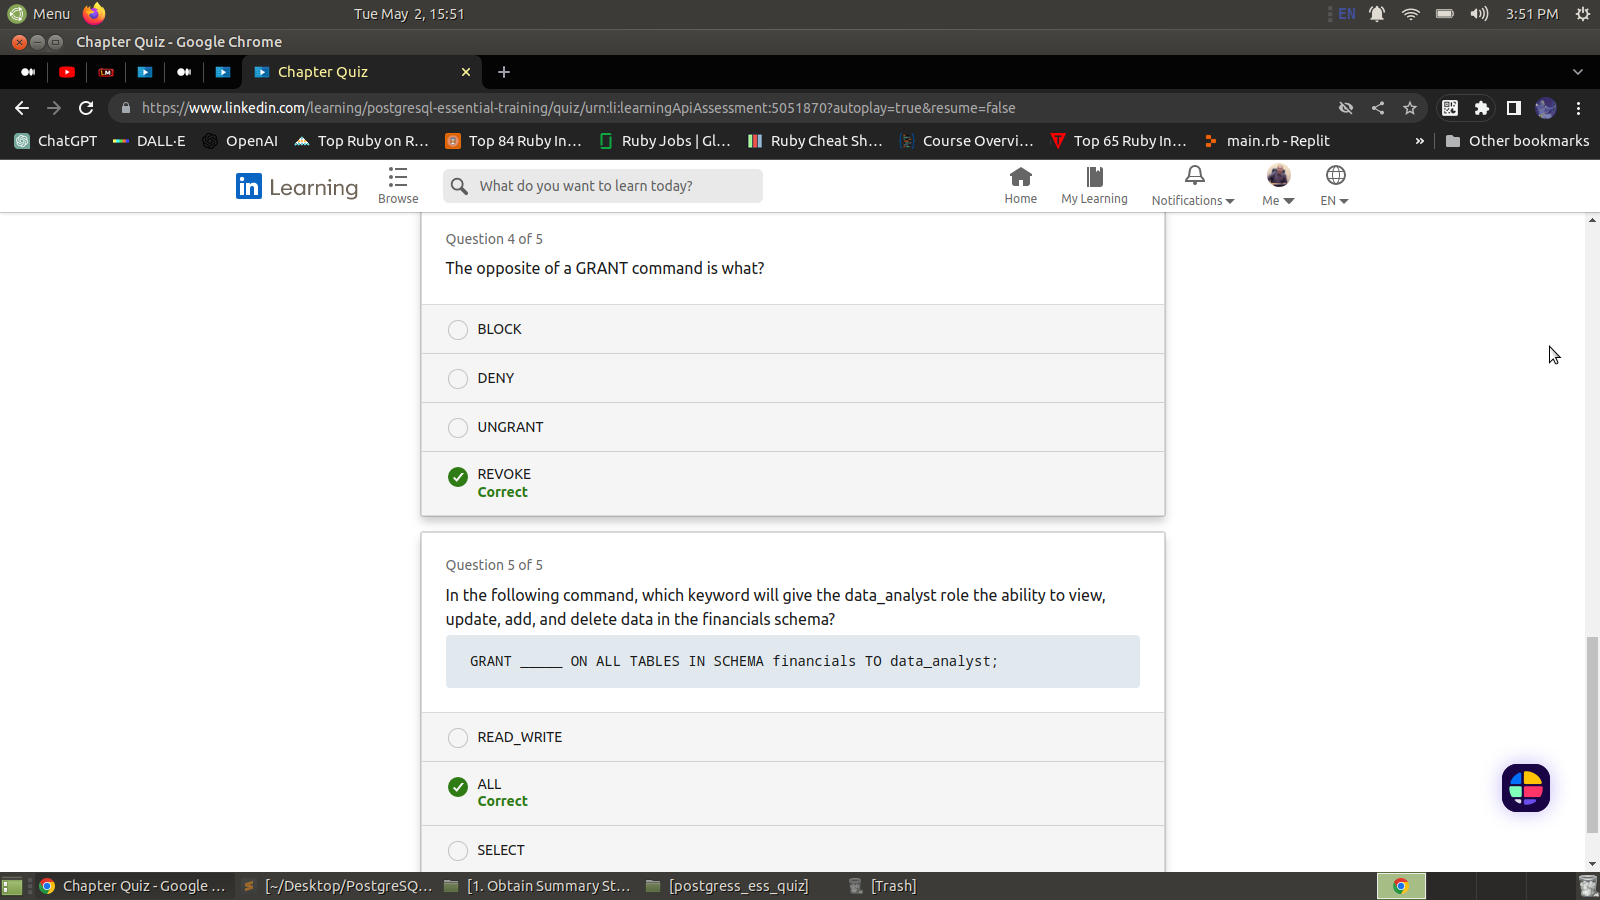 Menu
Tue May 2, 15:51
EN
3:51 PM
Chapter Quiz - Google Chrome
LM
Chapter Quiz
https://www.linkedin.com/learning/postgresql-essential-training/quiz/urn:li:learningApiAssessment:5051870?autoplay=true&resume=false
ChatGPT
DALL·E
OpenAI
Top Ruby on R...
Top 84 Ruby In...
Ruby Jobs | Gl...
Ruby Cheat Sh...
Course Overvi...
Top 65 Ruby In...
main.rb - Replit
»
Other bookmarks
in Learning
Browse
What do you want to learn today?
Home
My Learning
Notifications
Me
EN
Question 4 of 5
The opposite of a GRANT command is what?
BLOCK
DENY
UNGRANT
REVOKE
Correct
Question 5 of 5
In the following command, which keyword will give the data_analyst role the ability to view,
update, add, and delete data in the financials schema?
GRANT _____ ON ALL TABLES IN SCHEMA financials TO data_analyst;
READ_WRITE
ALL
Correct
SELECT
Chapter Quiz - Google ...
[~/Desktop/PostgreSQ...
[1. Obtain Summary St...
[postgress_ess_quiz]
[Trash]